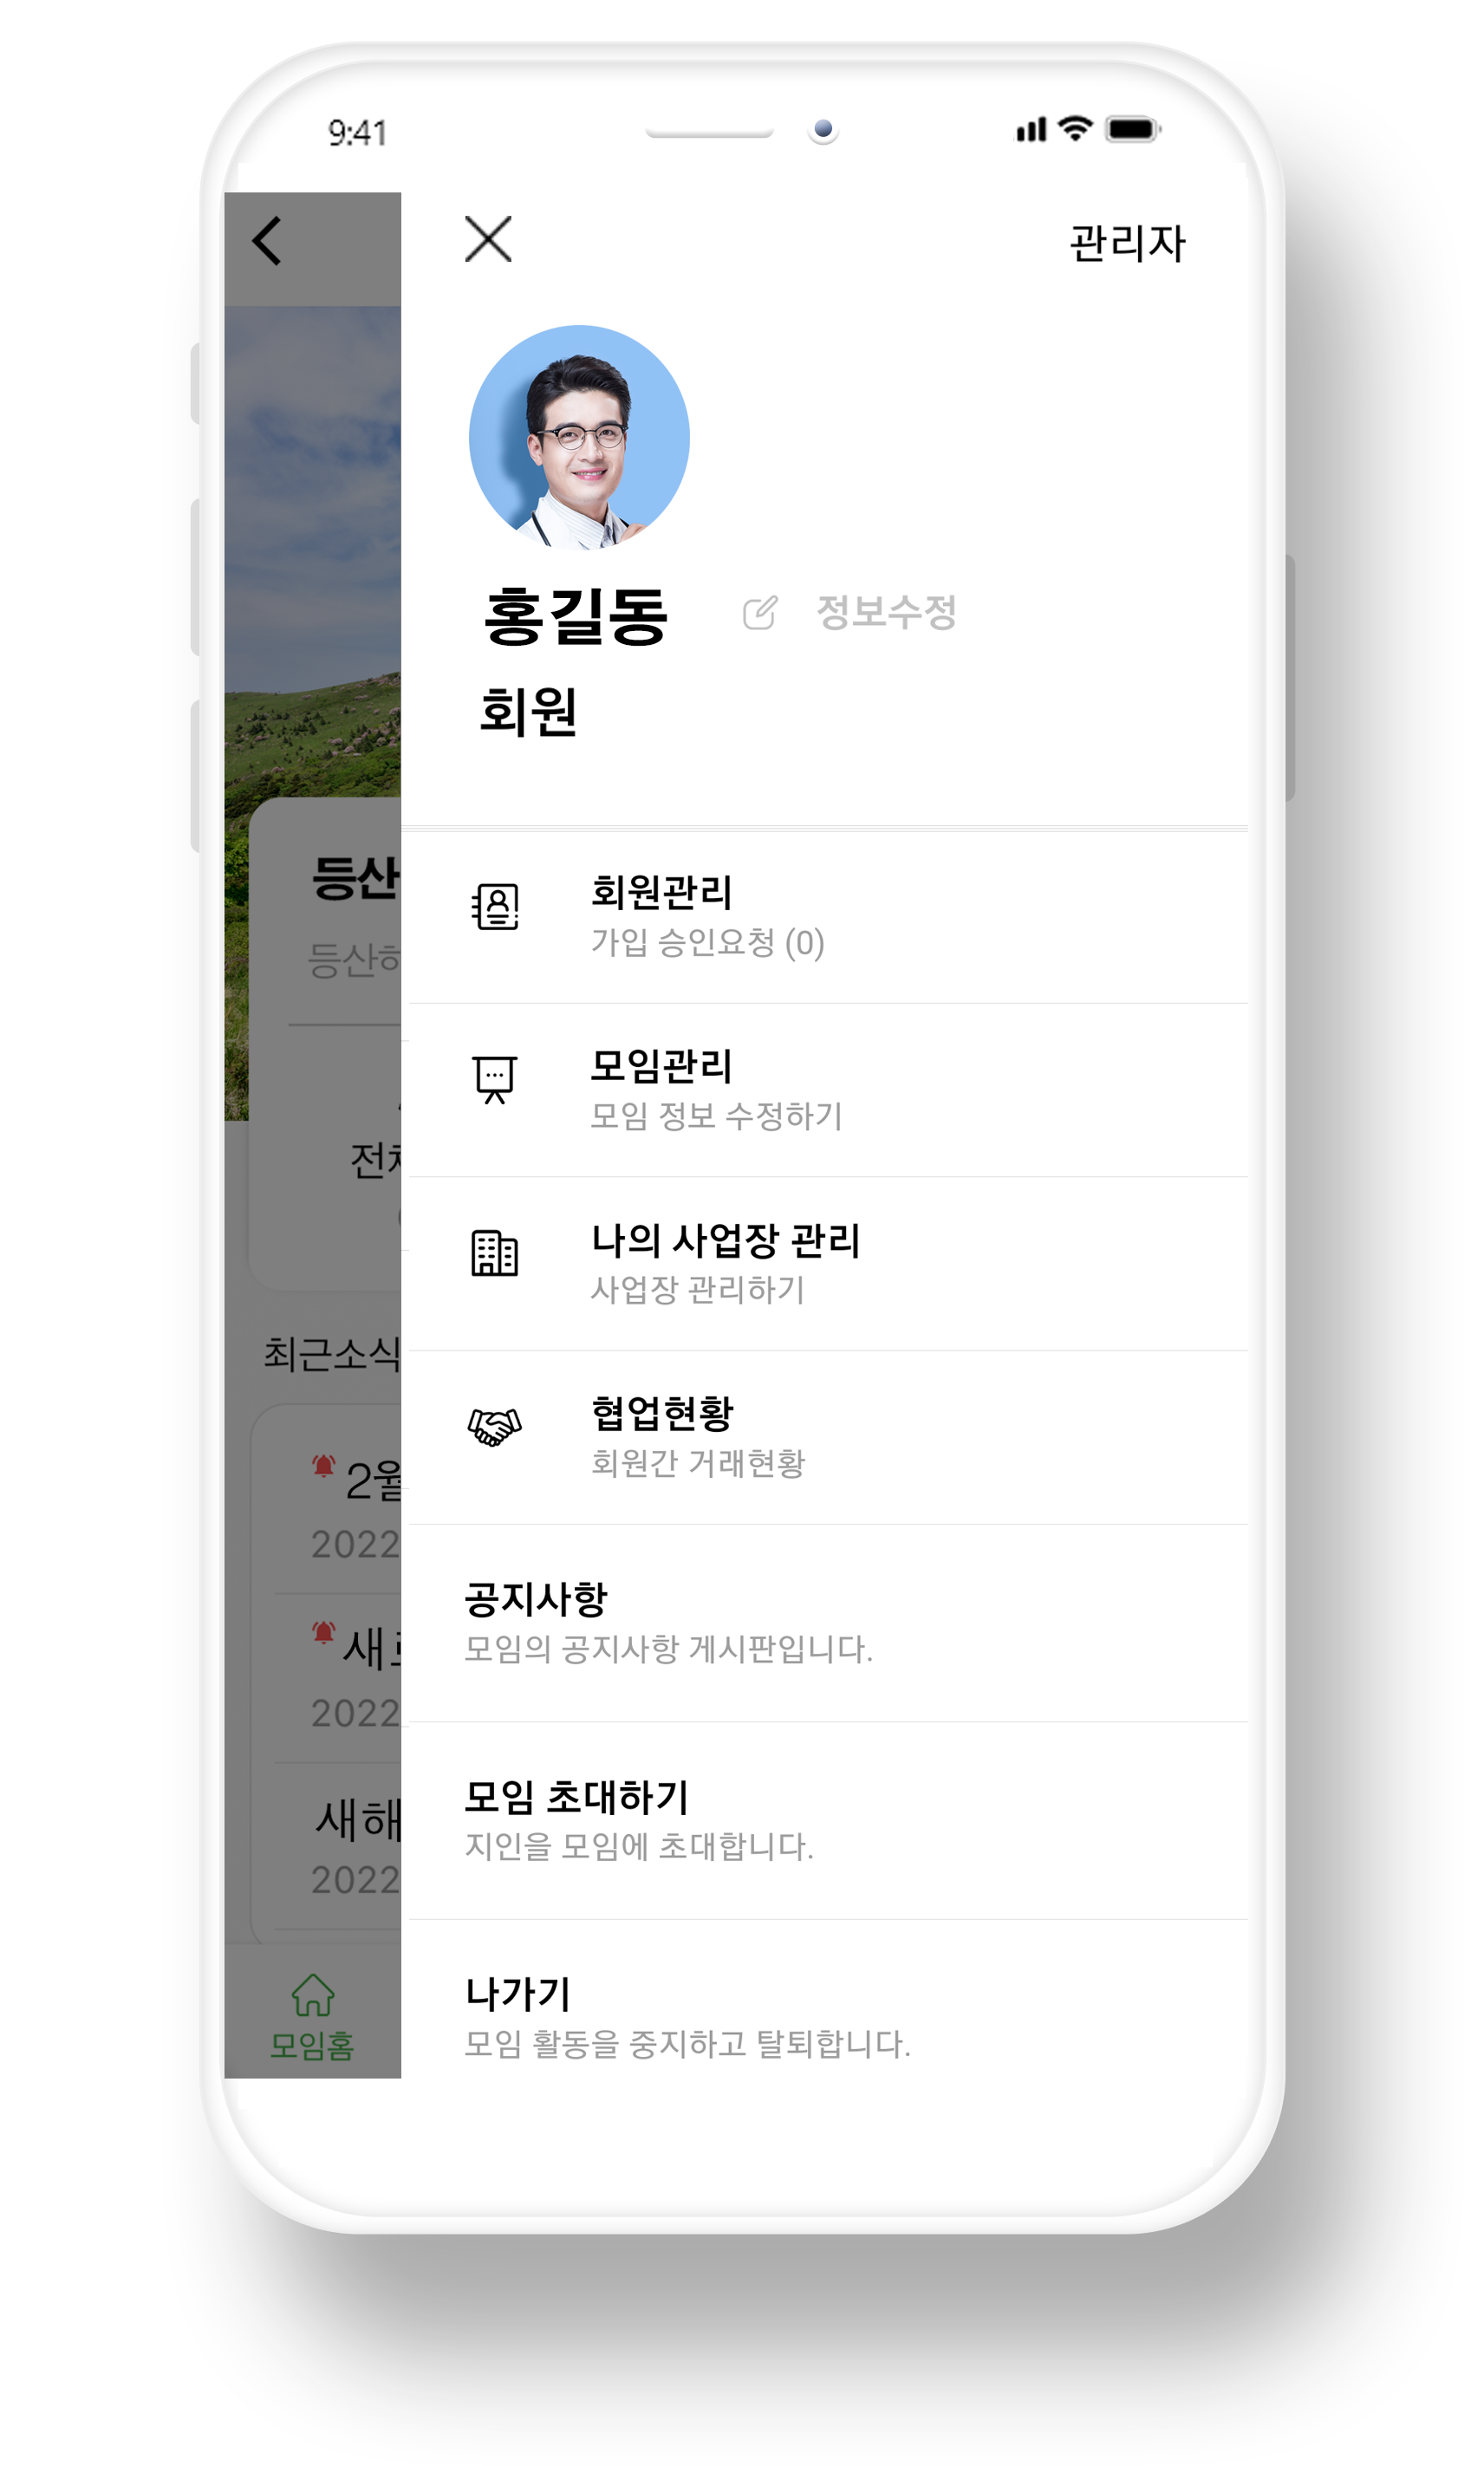 9:41
관리자
홍길동
정보수정
회원
회원관리
가입 승인요청 (0)
모임관리
모임 정보 수정하기
나의 사업장 관리
사업장 관리하기
협업현황
회원간 거래현황
공지사항
모임의 공지사항 게시판입니다.
모임 초대하기
지인을 모임에 초대합니다.
나가기
모임 활동을 중지하고 탈퇴합니다.
등산
등산
최근소식
2월
2022
2022
새해
2022
모임홈